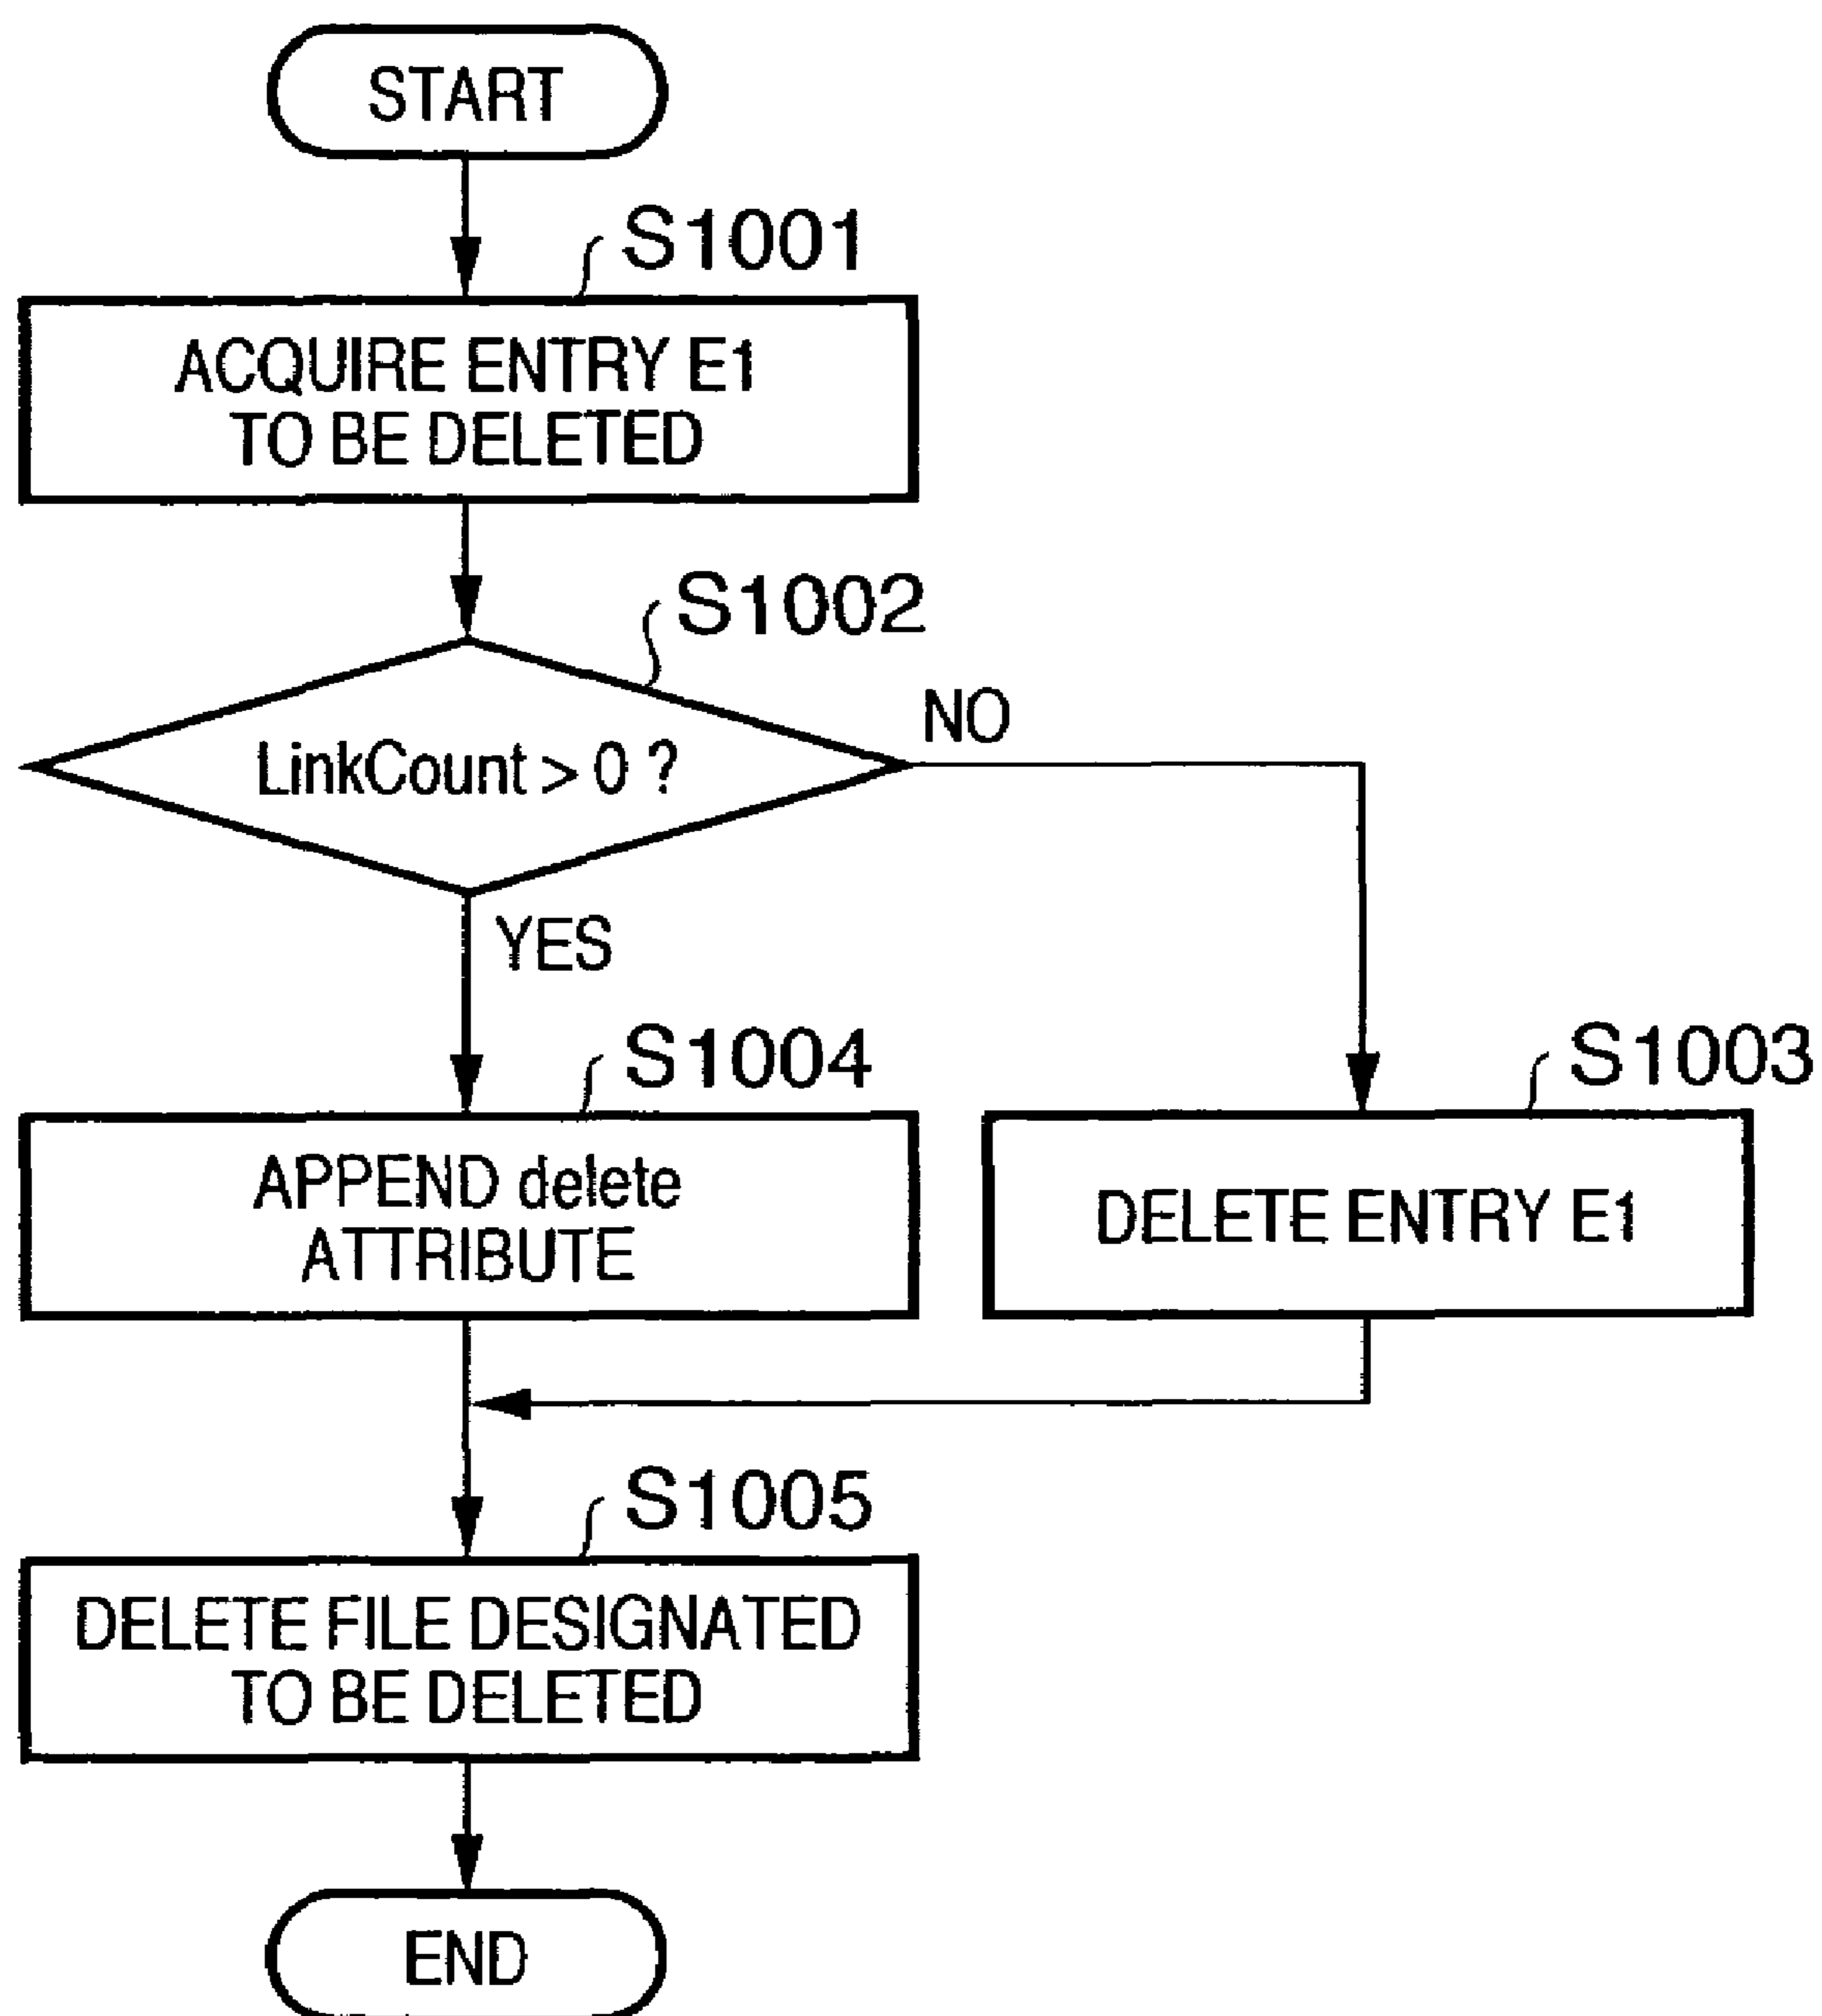 START
S1001
ACQUIRE ENTRY E1
TO BE DELETED
S1002
LinkCount > 0 ?
NO
YES
S1004
APPEND delete
ATTRIBUTE
S1003
DELETE ENTRY E1
S1005
DELETE FILE DESIGNATED
TO BE DELETED
END